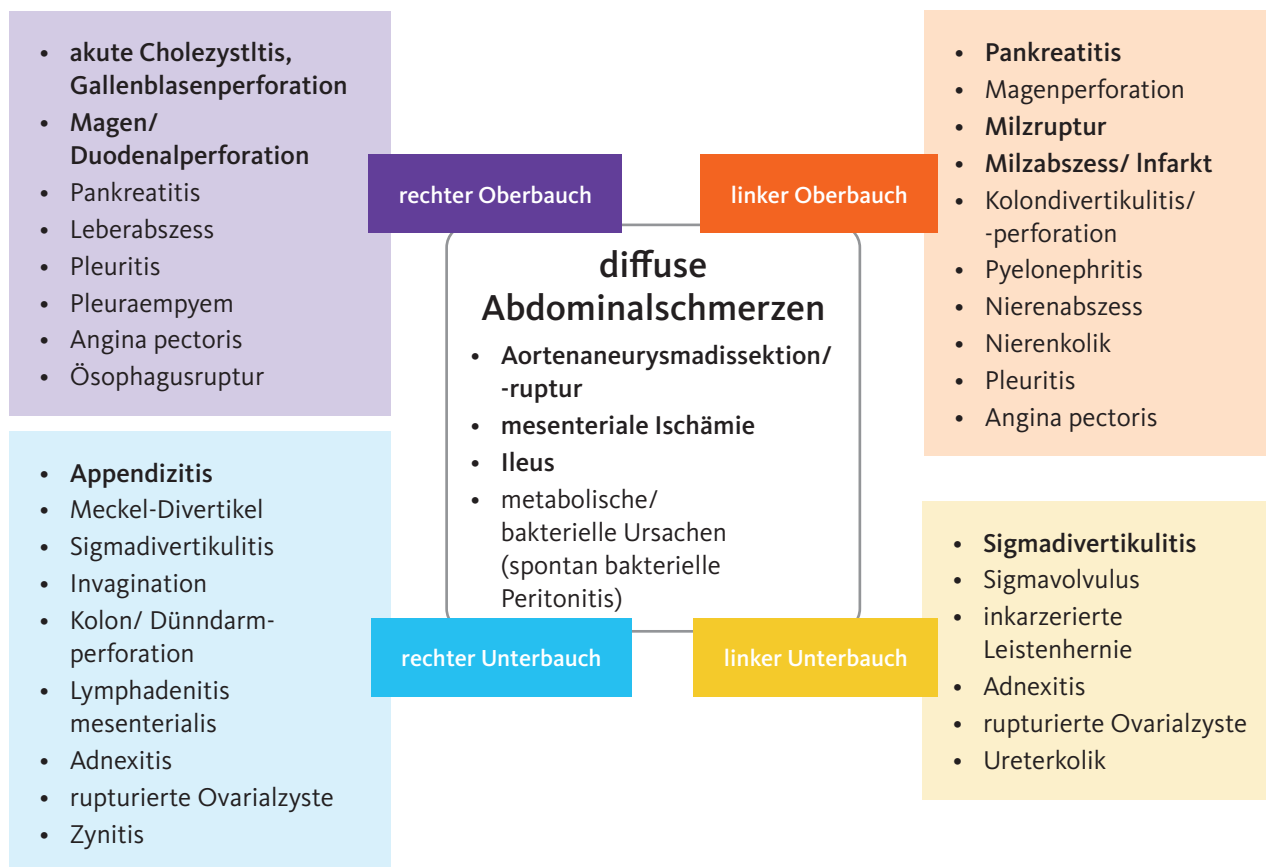 • akute Cholezystltis,
Gallenblasenperforation
• Magen/
Duodenalperforation
• Pankreatitis
• Leberabszess
• Pleuritis
• Pleuraempyem
• Angina pectoris
• Ösophagusruptur
rechter Oberbauch
linker Oberbauch
• Pankreatitis
• Magenperforation
• Milzruptur
• Milzabszess/ Infarkt
• Kolondivertikulitis/
-perforation
• Pyelonephritis
• Nierenabszess
• Nierenkolik
• Pleuritis
• Angina pectoris
diffuse
Abdominalschmerzen
• Aortenaneurysmadissektion/
-ruptur
• mesenteriale Ischämie
• Ileus
• metabolische/
bakterielle Ursachen
(spontan bakterielle
Peritonitis)
• Appendizitis
• Meckel-Divertikel
• Sigmadivertikulitis
• Invagination
• Kolon/ Dünndarm-
perforation
• Lymphadenitis
mesenterialis
• Adnexitis
• rupturierte Ovarialzyste
• Zynitis
rechter Unterbauch
linker Unterbauch
• Sigmadivertikulitis
• Sigmavolvulus
• inkarzerierte
Leistenhernie
• Adnexitis
• rupturierte Ovarialzyste
• Ureterkolik